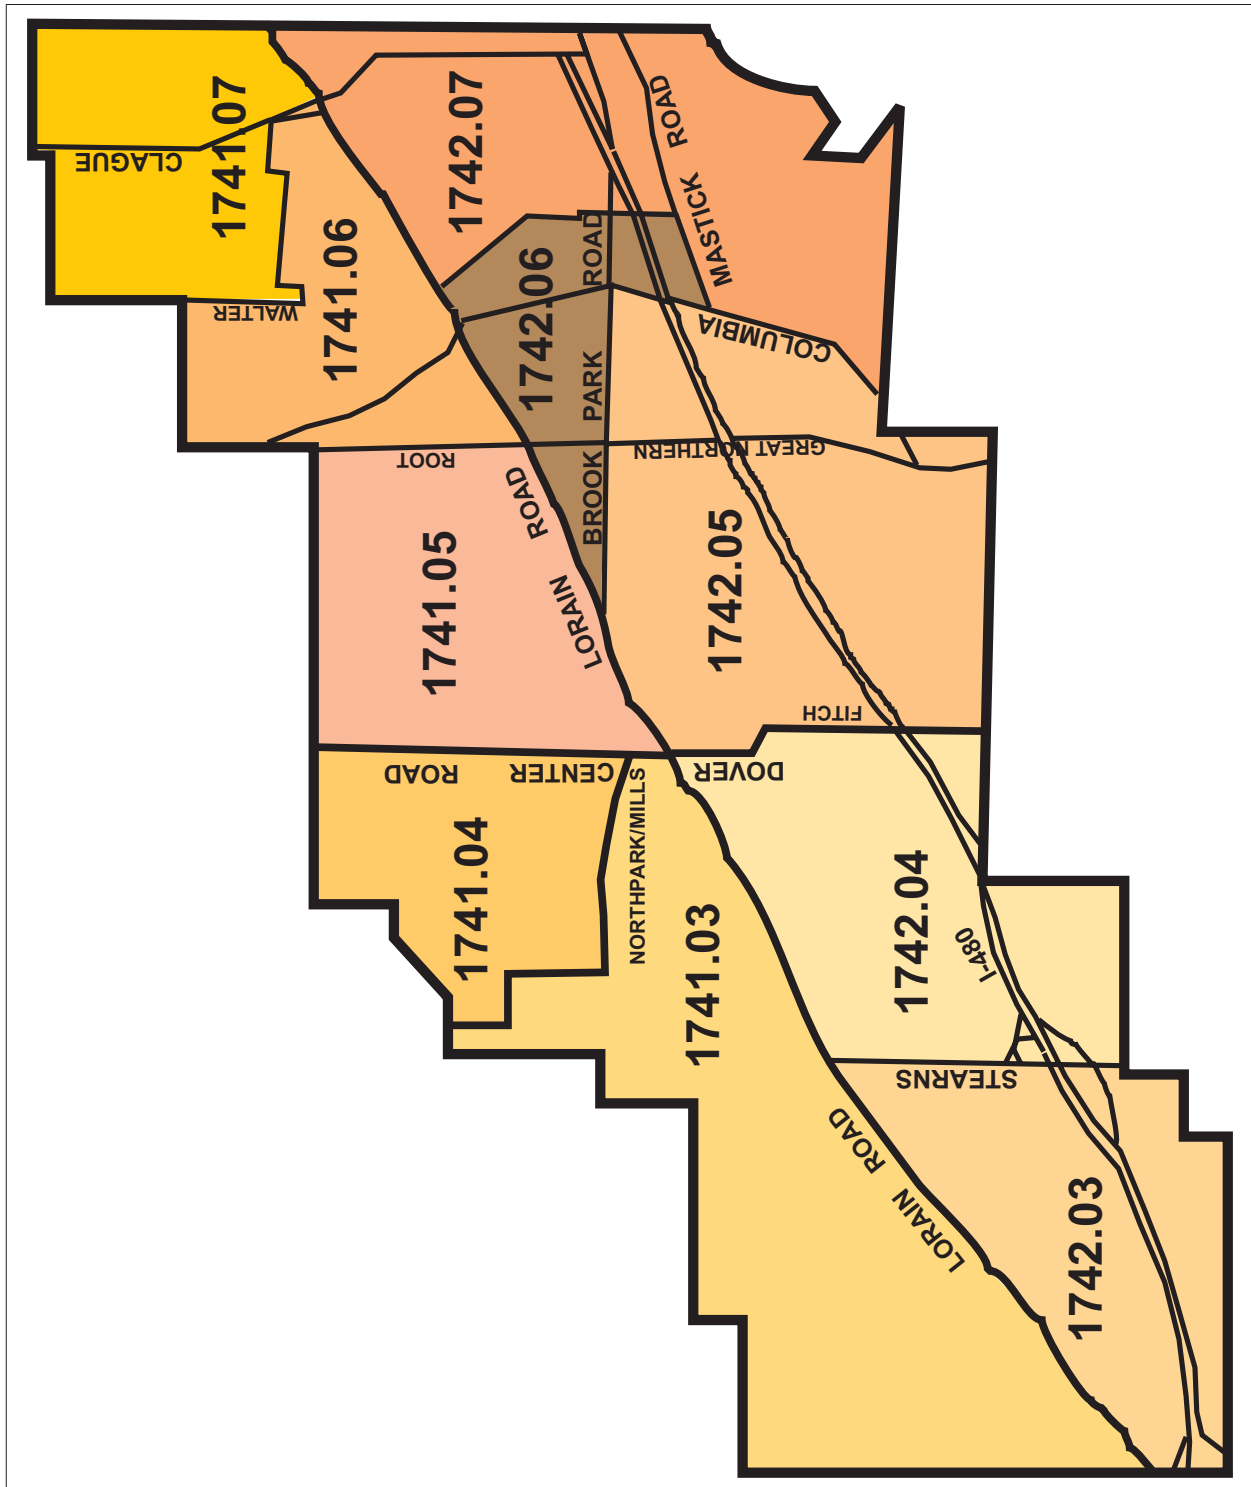 CLAGUE
1741.07
1742.07
MASTICK ROAD
WALTER
1741.06
1742.06
BROOK PARK ROAD
COLUMBIA
ROOT
GREAT NORTHERN
1741.05
LORAIN ROAD
1742.05
FITCH
DOVER CENTER ROAD
NORTHPARK/MILLS
1741.04
1741.03
1742.04
I-480
STEARNS
LORAIN ROAD
1742.03